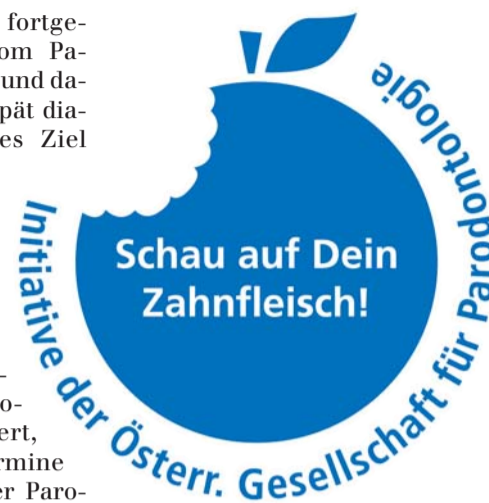 fortge-
om Pa-
und da-
pät dia-
es Ziel
Schau auf Dein
Zahnfleisch!
Initiative der Österr. Gesellschaft für Parodontologie
-
o-
ert,
rmine
er Paro-